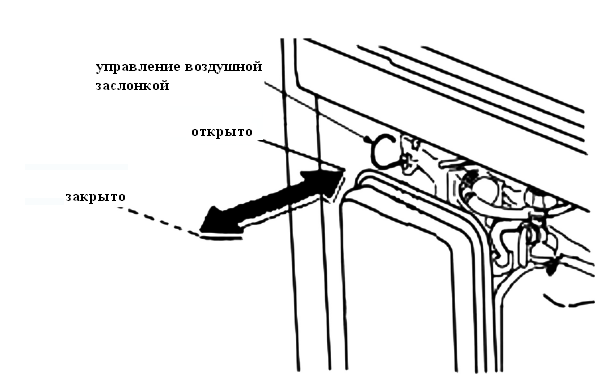 управление воздушной
заслонкой
открыто
закрыто